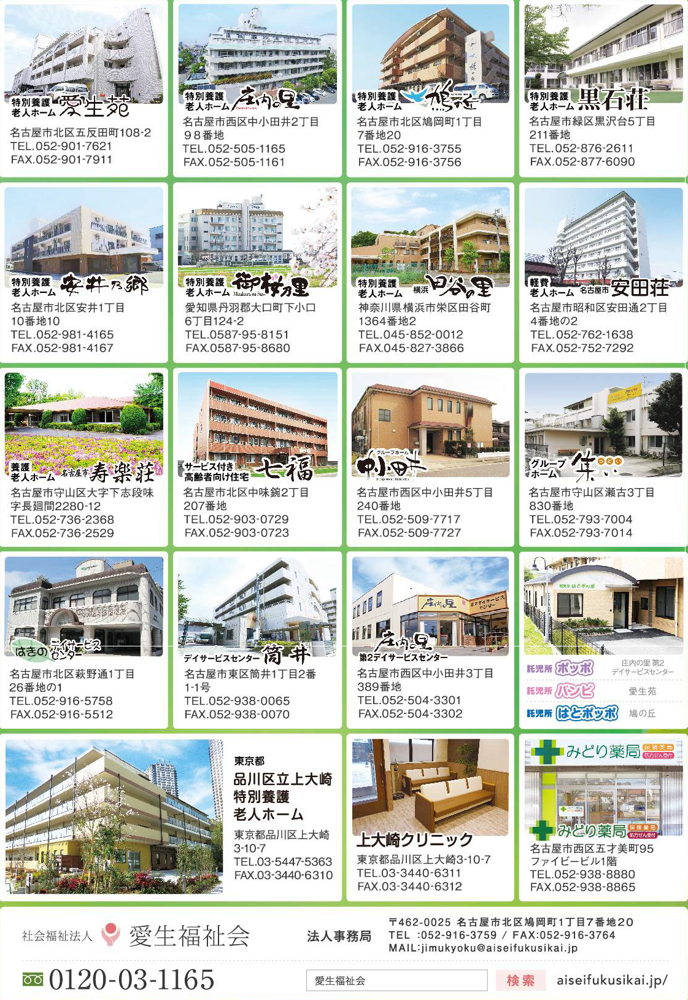 特別養護
老人ホーム 愛生苑
名古屋市北区五反田町108-2
TEL.052-901-7621
FAX.052-901-7911
特別養護
老人ホーム 庄内の里
名古屋市西区中小田井2丁目
98番地
TEL.052-505-1165
FAX.052-505-1161
特別養護
老人ホーム 鳩の丘
名古屋市北区鳩岡町1丁目
7番地20
TEL.052-916-3755
FAX.052-916-3756
特別養護
老人ホーム 黒石荘
名古屋市緑区黒沢台5丁目
211番地
TEL.052-876-2611
FAX.052-877-6090
特別養護
老人ホーム 安井乃郷
名古屋市北区安井1丁目
10番地10
TEL.052-981-4165
FAX.052-981-4167
特別養護
老人ホーム 御桜乃里
Mizakura no Sato
愛知県丹羽郡大口町下小口
6丁目124-2
TEL.0587-95-8151
FAX.0587-95-8680
特別養護
老人ホーム 横浜 田谷の里
神奈川県横浜市栄区田谷町
1364番地2
TEL.045-852-0012
FAX.045-827-3866
軽費
老人ホーム 名古屋市 安田荘
名古屋市昭和区安田通2丁目
4番地の2
TEL.052-762-1638
FAX.052-752-7292
養護
老人ホーム 名古屋市 寿楽荘
名古屋市守山区大字下志段味
字長廻間2280-12
TEL.052-736-2368
FAX.052-736-2529
サービス付き
高齢者向け住宅 七福
名古屋市北区中味鋺2丁目
207番地
TEL.052-903-0729
FAX.052-903-0723
グループホーム
中小田井
Group Home Nakaotai
名古屋市西区中小田井5丁目
240番地
TEL.052-509-7717
FAX.052-509-7727
グループ
ホーム 集い つどい
名古屋市守山区瀬古3丁目
830番地
TEL.052-793-7004
FAX.052-793-7014
はぎの デイサービス
センター
名古屋市北区萩野通1丁目
26番地の1
TEL.052-916-5758
FAX.052-916-5512
デイサービスセンター 筒井
名古屋市東区筒井1丁目2番
1-1号
TEL.052-938-0065
FAX.052-938-0070
庄内の里 第2デイサービス
センター
庄内の里
第2デイサービスセンター
名古屋市西区中小田井3丁目
389番地
TEL.052-504-3301
FAX.052-504-3302
はとポッポ
託児所 ポッポ 庄内の里 第2
デイサービスセンター
託児所 バンビ 愛生苑
託児所 はとポッポ 鳩の丘
東京都
品川区立上大崎
特別養護
老人ホーム
東京都品川区上大崎
3-10-7
TEL.03-5447-5363
FAX.03-3440-6310
上大崎クリニック
東京都品川区上大崎3-10-7
TEL.03-3440-6311
FAX.03-3440-6312
みどり薬局 保険薬局
処方せん受付
みどり薬局 保険薬局
処方せん受付
名古屋市西区五才美町95
ファイビービル1階
TEL.052-938-8880
FAX.052-938-8865
社会福祉法人 愛生福祉会
法人事務局
〒462-0025 名古屋市北区鳩岡町1丁目7番地20
TEL :052-916-3759 / FAX:052-916-3764
MAIL:jimukyoku@aiseifukusikai.jp
0120-03-1165
愛生福祉会 検索 aiseifukusikai.jp/